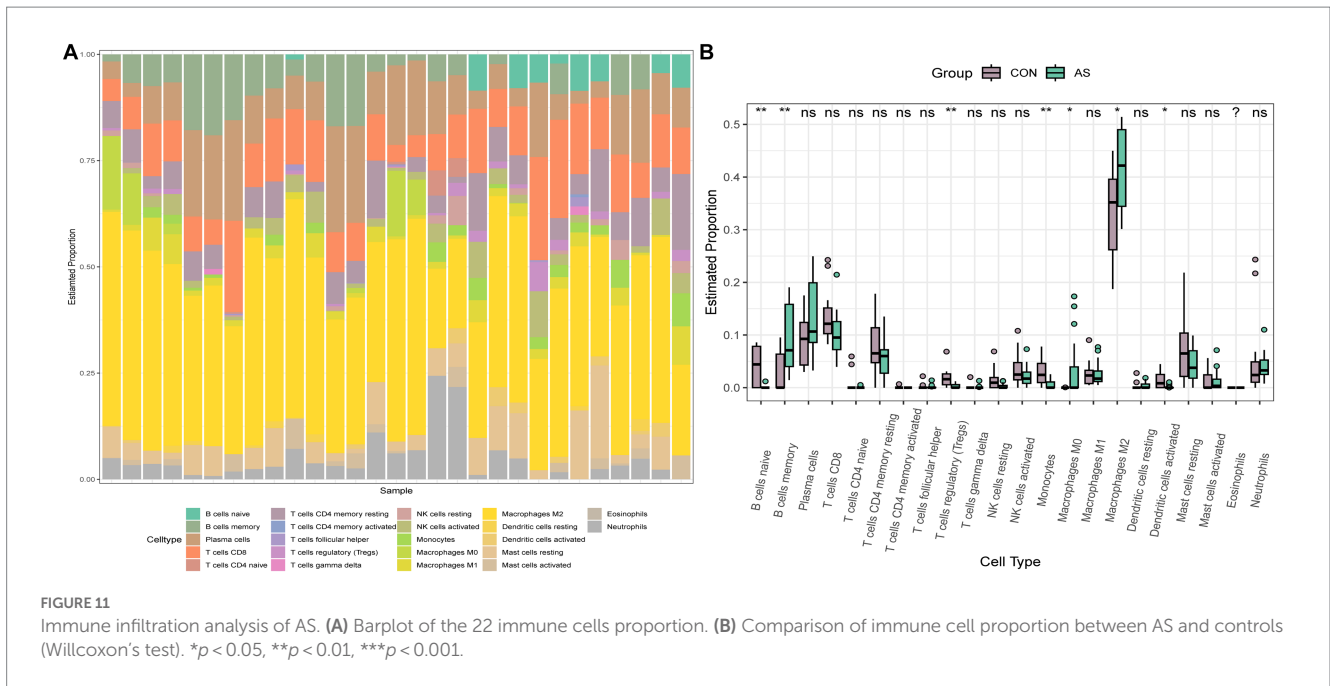 A
1.00
0.75
0.50
0.25
0.00
Estiamted Proportion
Sample
Celltype
B cells naive
B cells memory
Plasma cells
T cells CD8
T cells CD4 naive
T cells CD4 memory resting
T cells CD4 memory activated
T cells follicular helper
T cells regulatory (Tregs)
T cells gamma delta
NK cells resting
NK cells activated
Monocytes
Macrophages M0
Macrophages M1
Macrophages M2
Dendritic cells resting
Dendritic cells activated
Mast cells resting
Mast cells activated
Eosinophils
Neutrophils
B
Group CON AS
** ** ns ns ns ns ns ns ** ns ns ns ** * ns * ns * ns ns ? ns
0.5
0.4
0.3
0.2
0.1
0.0
Estimated Proportion
B cells naive
B cells memory
Plasma cells
T cells CD8
T cells CD4 naive
T cells CD4 memory resting
T cells CD4 memory activated
T cells follicular helper
T cells regulatory (Tregs)
T cells gamma delta
NK cells resting
NK cells activated
Monocytes
Macrophages M0
Macrophages M1
Macrophages M2
Dendritic cells resting
Dendritic cells activated
Mast cells resting
Mast cells activated
Eosinophils
Neutrophils
Cell Type
FIGURE 11
Immune infiltration analysis of AS. (A) Barplot of the 22 immune cells proportion. (B) Comparison of immune cell proportion between AS and controls
(Willcoxon's test). *p < 0.05, **p < 0.01, ***p < 0.001.